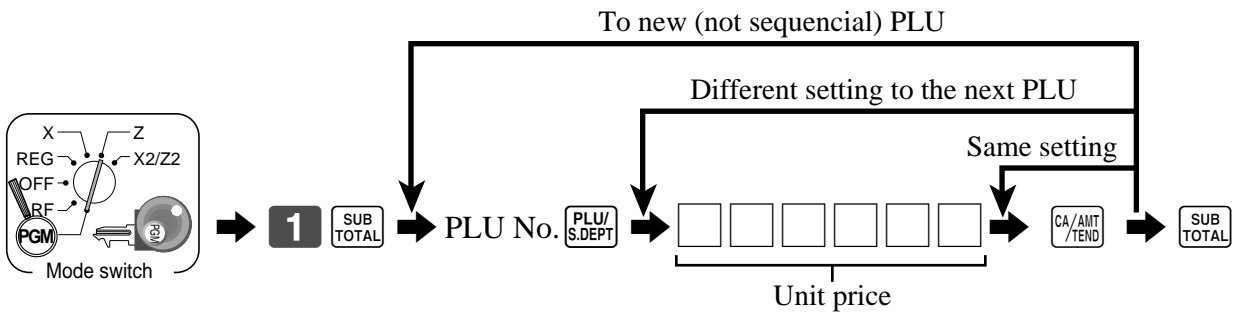 To new (not sequencial) PLU
Different setting to the next PLU
Same setting
X Z
REG X2/Z2
OFF
RF
PGM
PGM
Mode switch
1 SUB TOTAL PLU No. PLU/ S.DEPT CA/AMT /TEND SUB TOTAL
Unit price